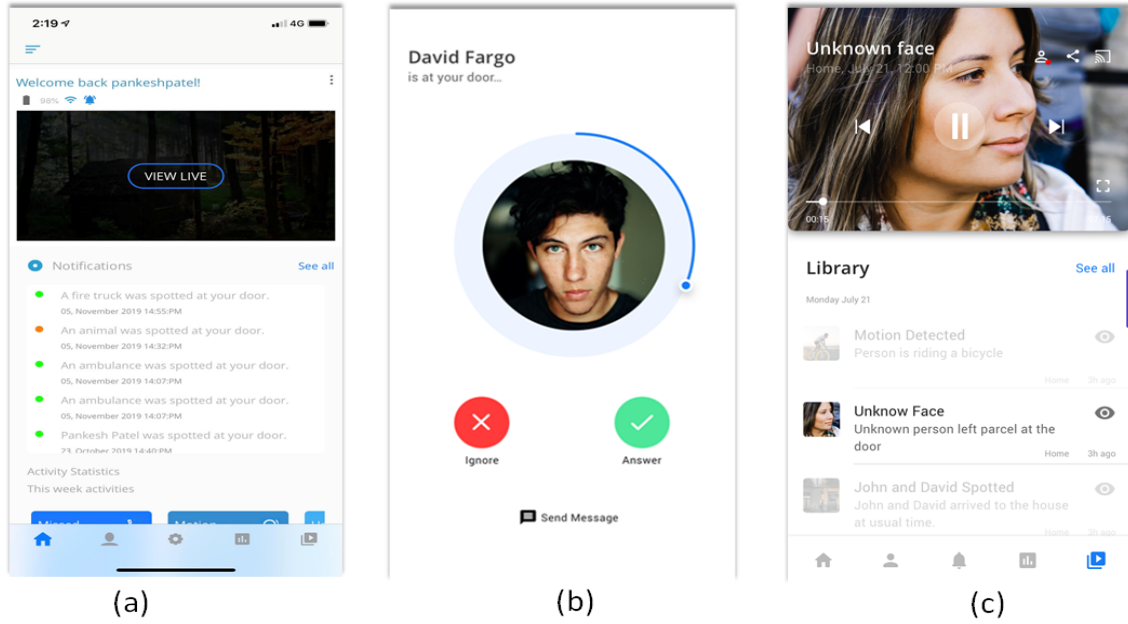 2:19
4G
Welcome back pankeshpatel!
98%
VIEW LIVE
Notifications
See all
A fire truck was spotted at your door.
05, November 2019 14:55:PM
An animal was spotted at your door.
05, November 2019 14:32:PM
An ambulance was spotted at your door.
05, November 2019 14:07:PM
An ambulance was spotted at your door.
05, November 2019 14:07:PM
Pankesh Patel was spotted at your door.
23, October 2019 14:40:PM
Activity Statistics
This week activities
Missed
Motion
(a)
David Fargo
is at your door...
Ignore
Answer
Send Message
(b)
Unknown face
Home, July 21, 12:00 PM
00:15
Library
See all
Monday July 21
Motion Detected
Person is riding a bicycle
Home 3h ago
Unknow Face
Unknown person left parcel at the
door
Home 3h ago
John and David Spotted
John and David arrived to the house
at usual time.
Home 3h ago
(c)